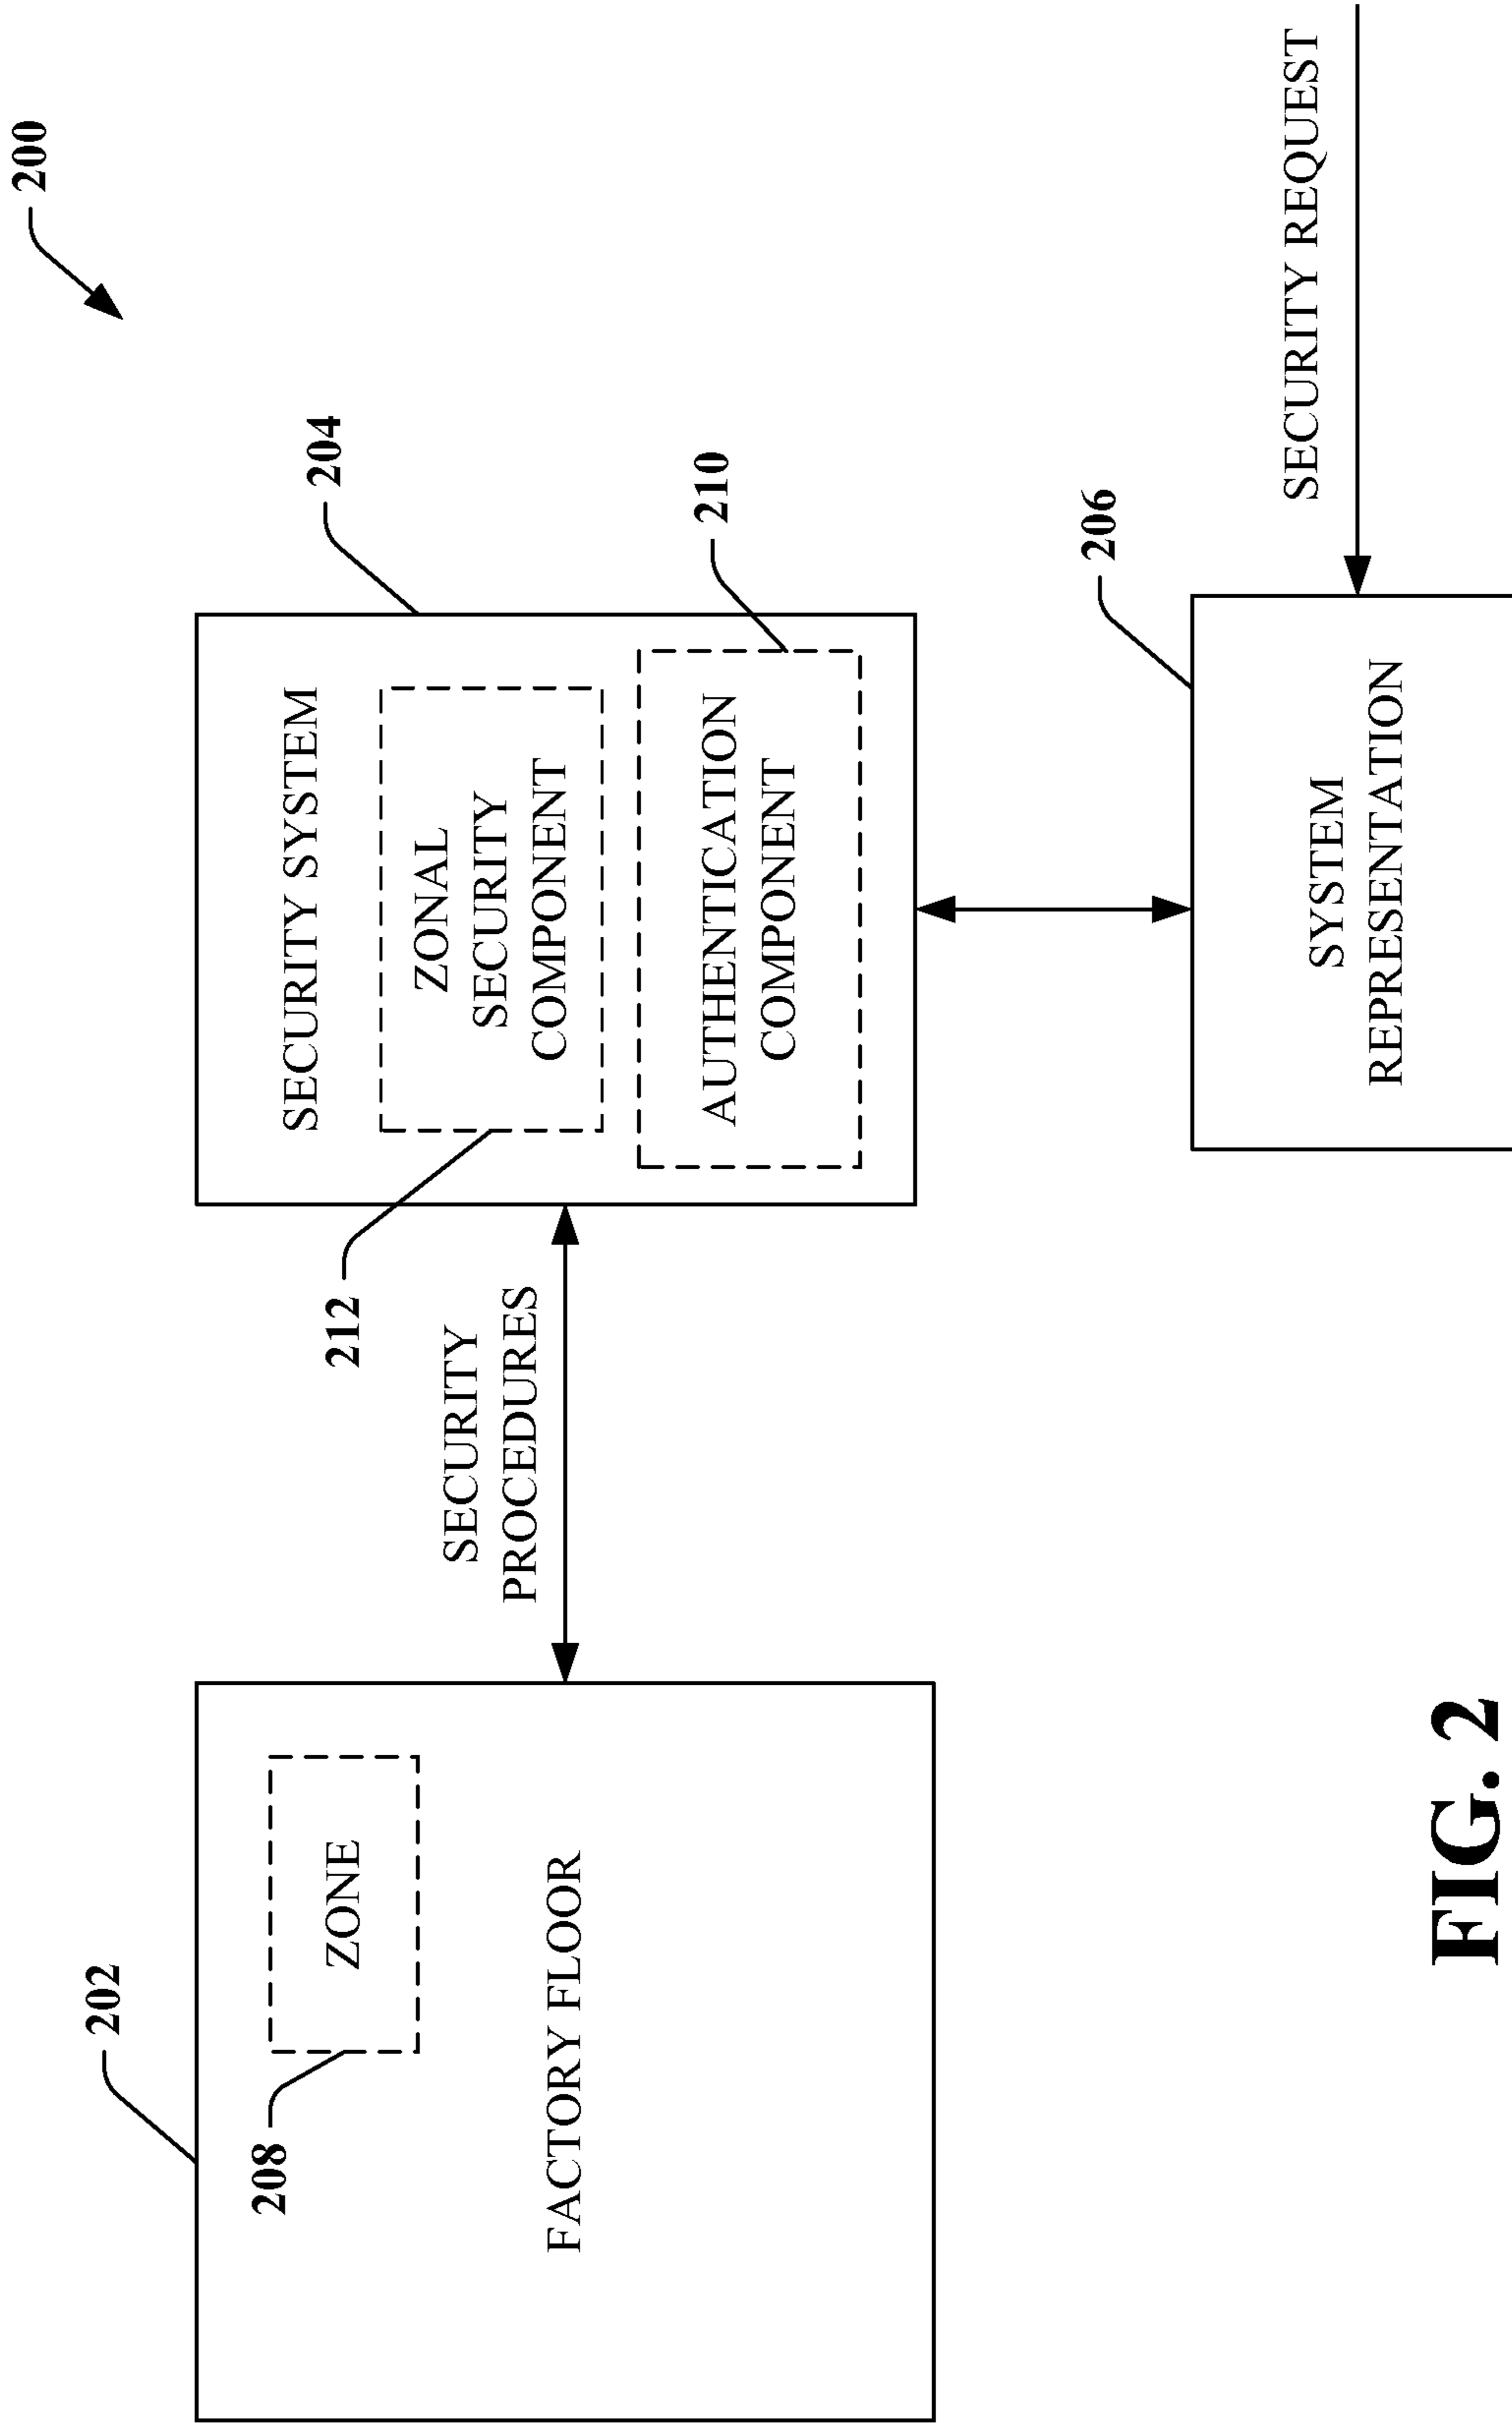 200
202
208
ZONE
FACTORY FLOOR
SECURITY
PROCEDURES
204
SECURITY SYSTEM
212
ZONAL
SECURITY
COMPONENT
210
AUTHENTICATION
COMPONENT
206
SYSTEM
REPRESENTATION
SECURITY REQUEST
FIG. 2